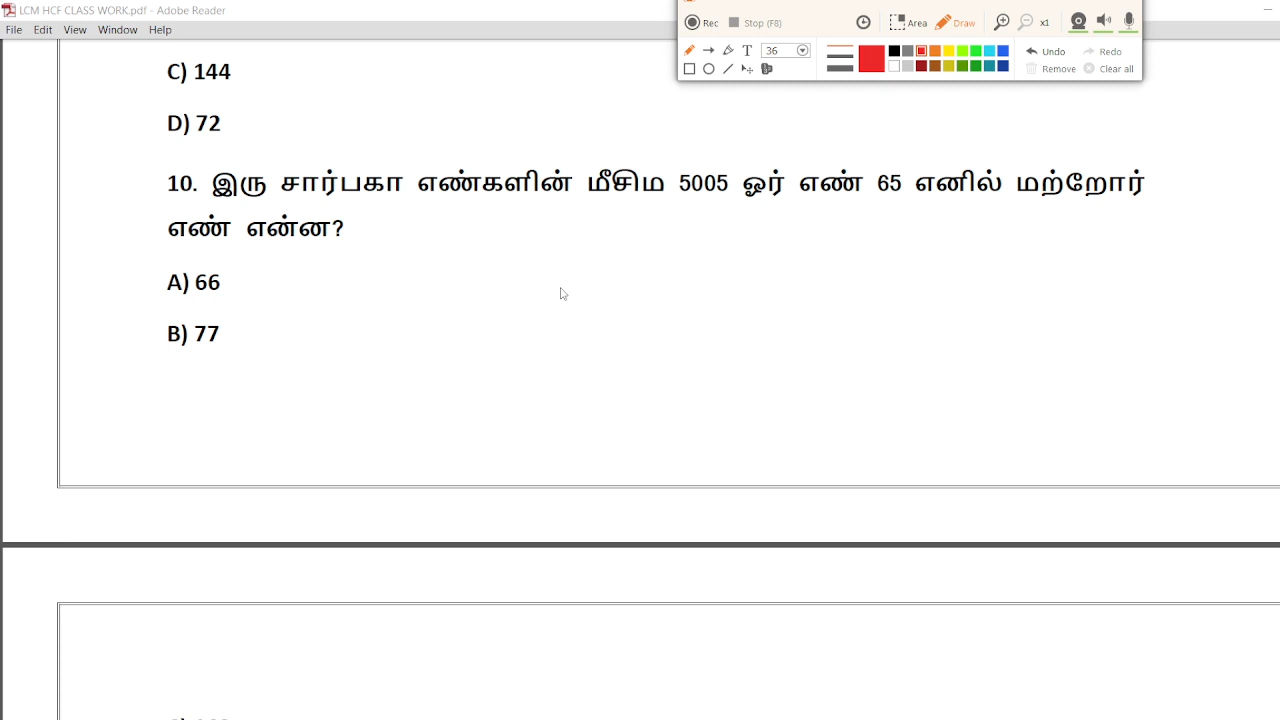 LCM HCF CLASS WORK.pdf - Adobe Reader
File Edit View Window Help
Rec Stop (F8) Area Draw x1
T 36 Undo Redo
Remove Clear all
C) 144
D) 72
10. இரு சார்பகா எண்களின் மீசிம 5005 ஓர் எண் 65 எனில் மற்றோர்
எண் என்ன?
A) 66
B) 77